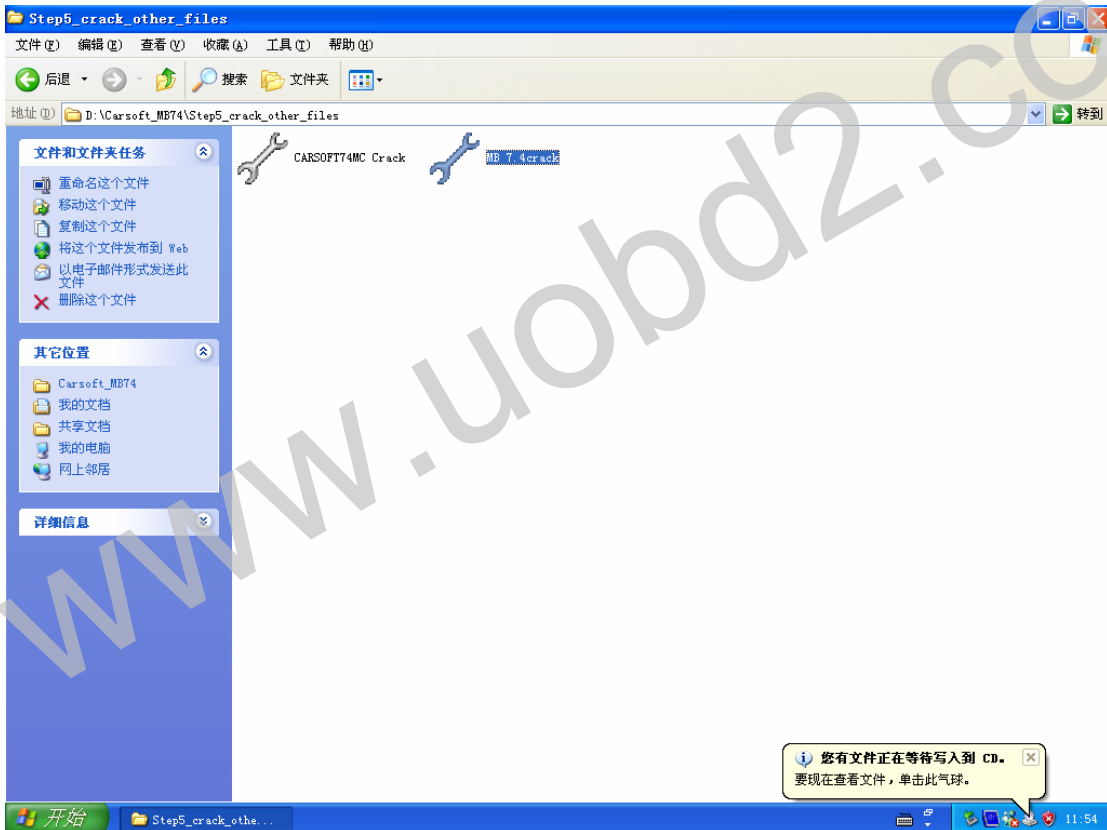 Step5_crack_other_files
文件(F) 编辑(E) 查看(V) 收藏(A) 工具(T) 帮助(H)
后退 搜索 文件夹
地址(D) D:\Carsoft_MB74\Step5_crack_other_files 转到
文件和文件夹任务
重命名这个文件
移动这个文件
复制这个文件
将这个文件发布到 Web
以电子邮件形式发送此
文件
删除这个文件
其它位置
Carsoft_MB74
我的文档
共享文档
我的电脑
网上邻居
详细信息
CARSOFT74MC Crack
MB 7.4crack
www.uobd2.co
您有文件正在等待写入到 CD。
要现在查看文件，单击此气球。
开始
Step5_crack_othe...
11:54